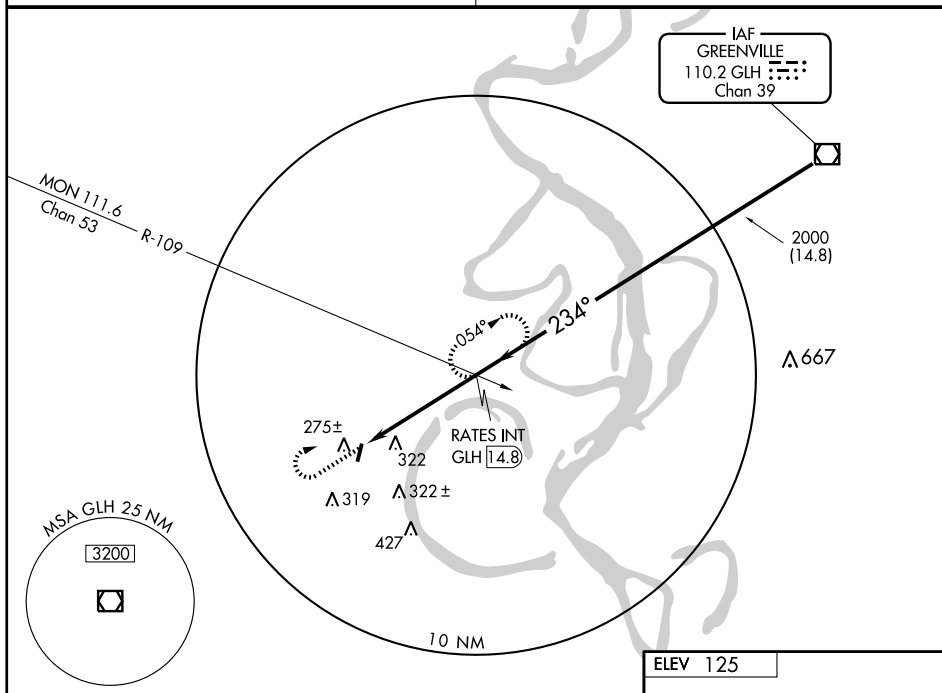 IAF
GREENVILLE
110.2 GLH
Chan 39
MON 111.6
Chan 53
R-109
2000
(14.8)
234°
054°
667
RATES INT
GLH 14.8
275±
322
319
322 ±
427
MSA GLH 25 NM
3200
10 NM
ELEV 125